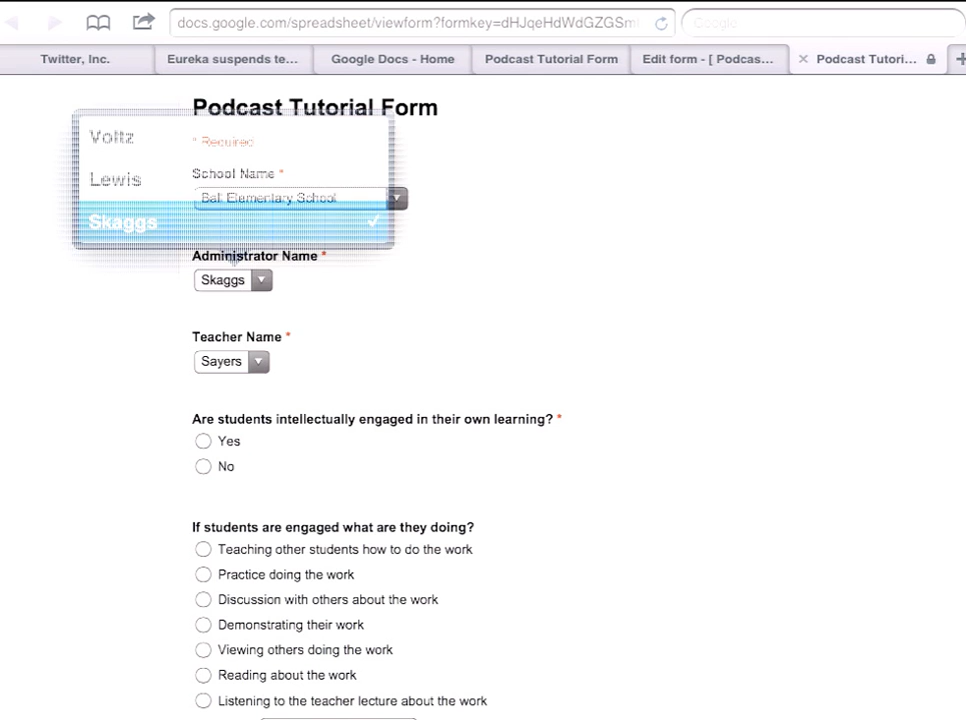 docs.google.com/spreadsheet/viewform?formkey=dHJqeHdWdGZGSm
Google
Twitter, Inc.
Eureka suspends te...
Google Docs - Home
Podcast Tutorial Form
Edit form - [ Podcas...
Podcast Tutori...
Podcast Tutorial Form
Voltz
* Required
School Name *
Lewis
Ball Elementary School
Skaggs
Administrator Name *
Skaggs
Teacher Name *
Sayers
Are students intellectually engaged in their own learning? *
Yes
No
If students are engaged what are they doing?
Teaching other students how to do the work
Practice doing the work
Discussion with others about the work
Demonstrating their work
Viewing others doing the work
Reading about the work
Listening to the teacher lecture about the work